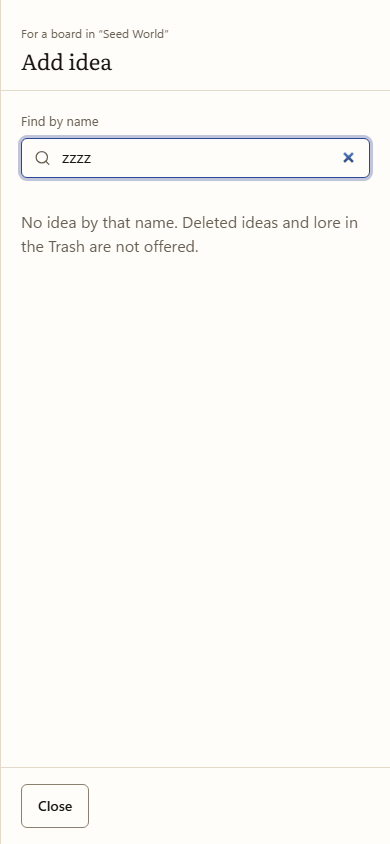 For a board in “Seed World”
Add idea
Find by name
zzzz
No idea by that name. Deleted ideas and lore in
the Trash are not offered.
Close